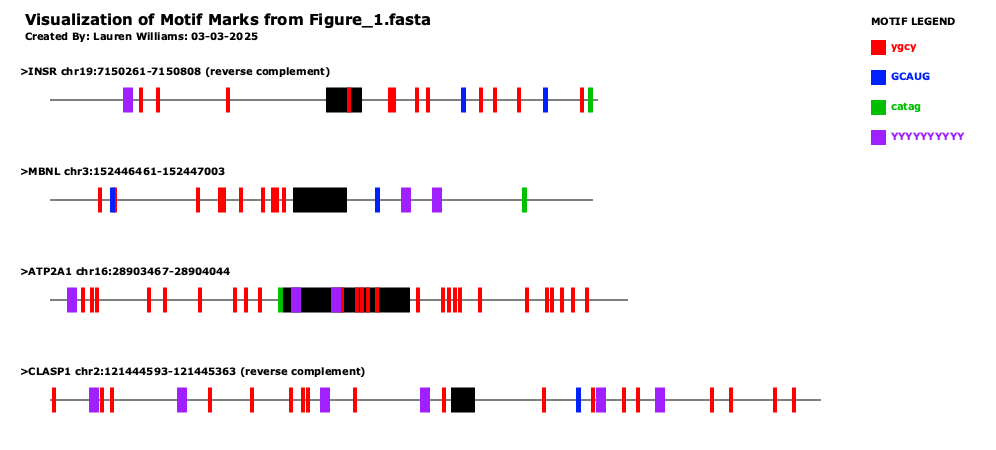 Visualization of Motif Marks from Figure_1.fasta
Created By: Lauren Williams: 03-03-2025
MOTIF LEGEND
ygcy
GCAUG
catag
YYYYYYYYYY
>INSR chr19:7150261-7150808 (reverse complement)
>MBNL chr3:152446461-152447003
>ATP2A1 chr16:28903467-28904044
>CLASP1 chr2:121444593-121445363 (reverse complement)